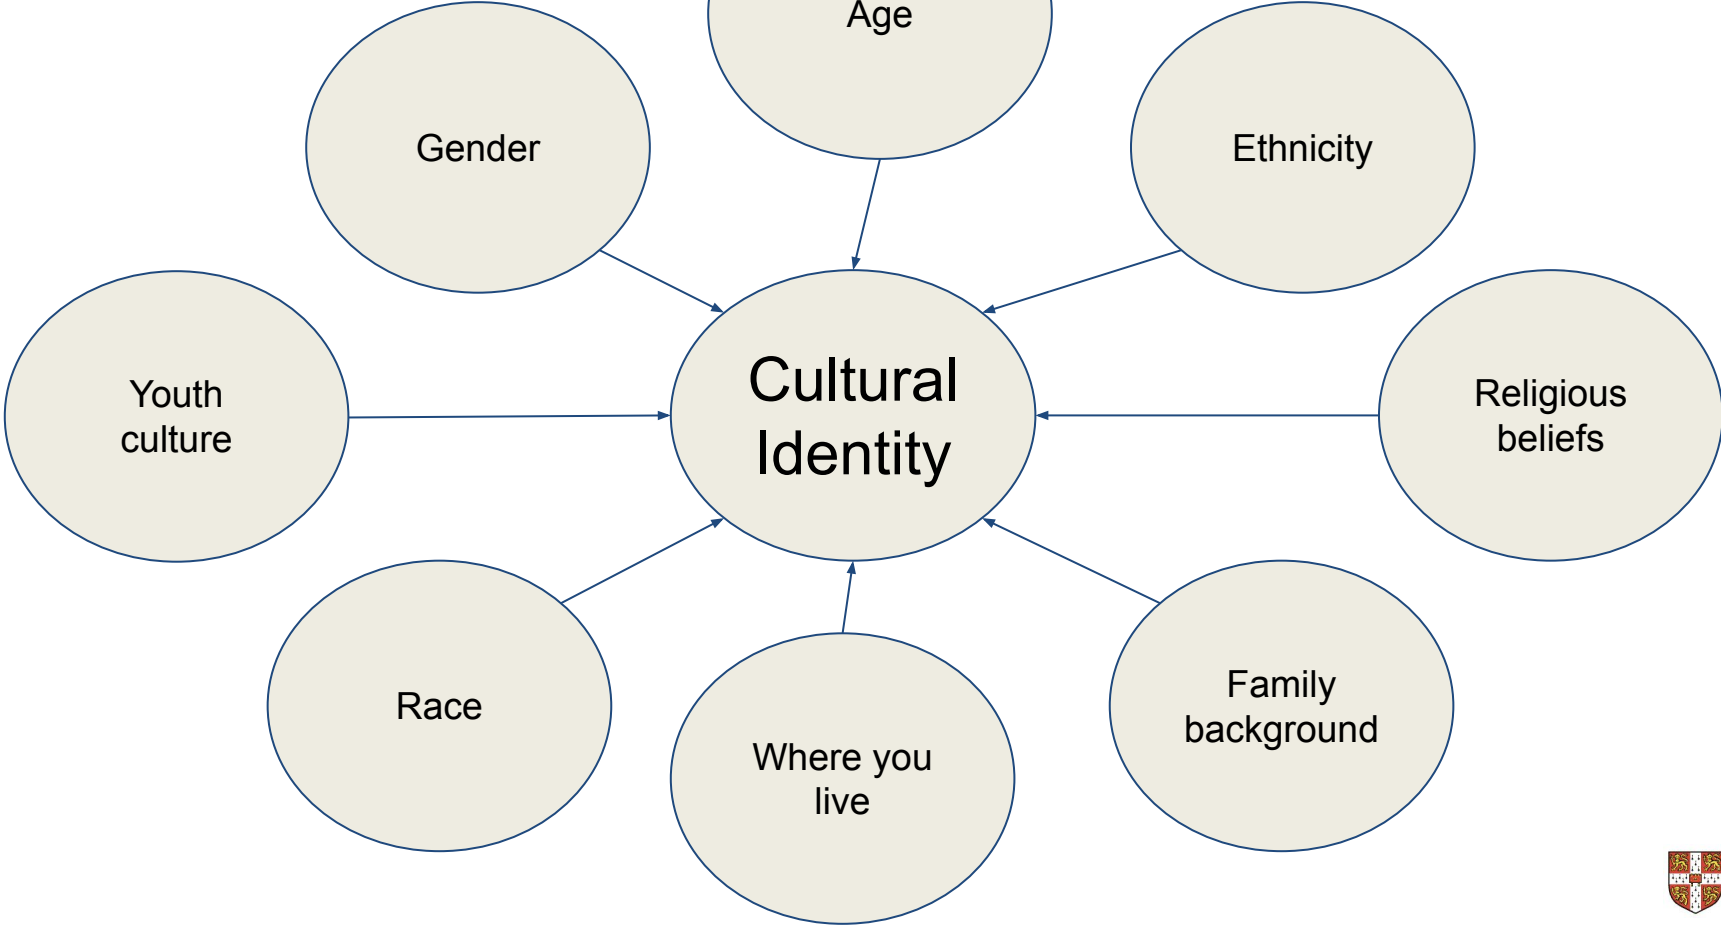 Age
Gender
Ethnicity
Cultural
Identity
Youth
culture
Religious
beliefs
Race
Family
background
Where you
live